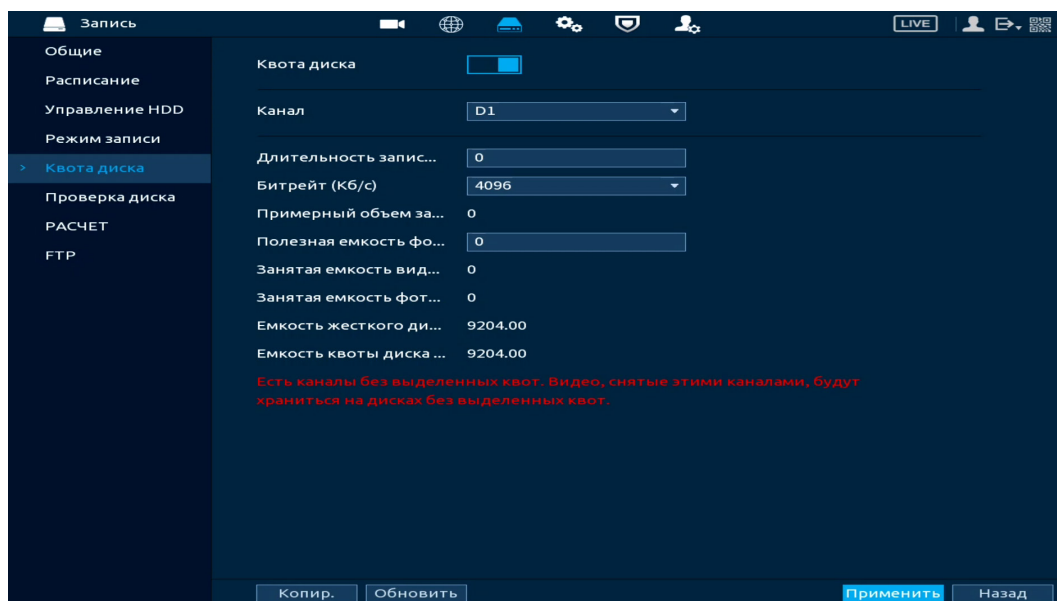 Запись
LIVE
Общие
Расписание
Управление HDD
Режим записи
> Квота диска
Проверка диска
РАСЧЕТ
FTP
Квота диска
Канал D1
Длительность запис... 0
Битрейт (Кб/с) 4096
Примерный объем за... 0
Полезная емкость фо... 0
Занятая емкость вид... 0
Занятая емкость фот... 0
Емкость жесткого ди... 9204.00
Емкость квоты диска ... 9204.00
Есть каналы без выделенных квот. Видео, снятые этими каналами, будут
храниться на дисках без выделенных квот.
Копир. Обновить Применить Назад